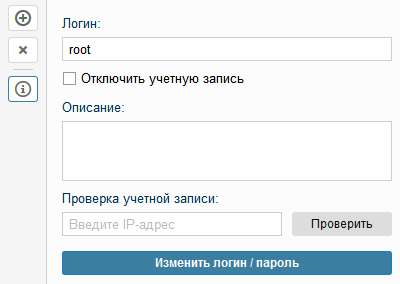 Логин:
root
Отключить учетную запись
Описание:
Проверка учетной записи:
Введите IP-адрес
Проверить
Изменить логин / пароль